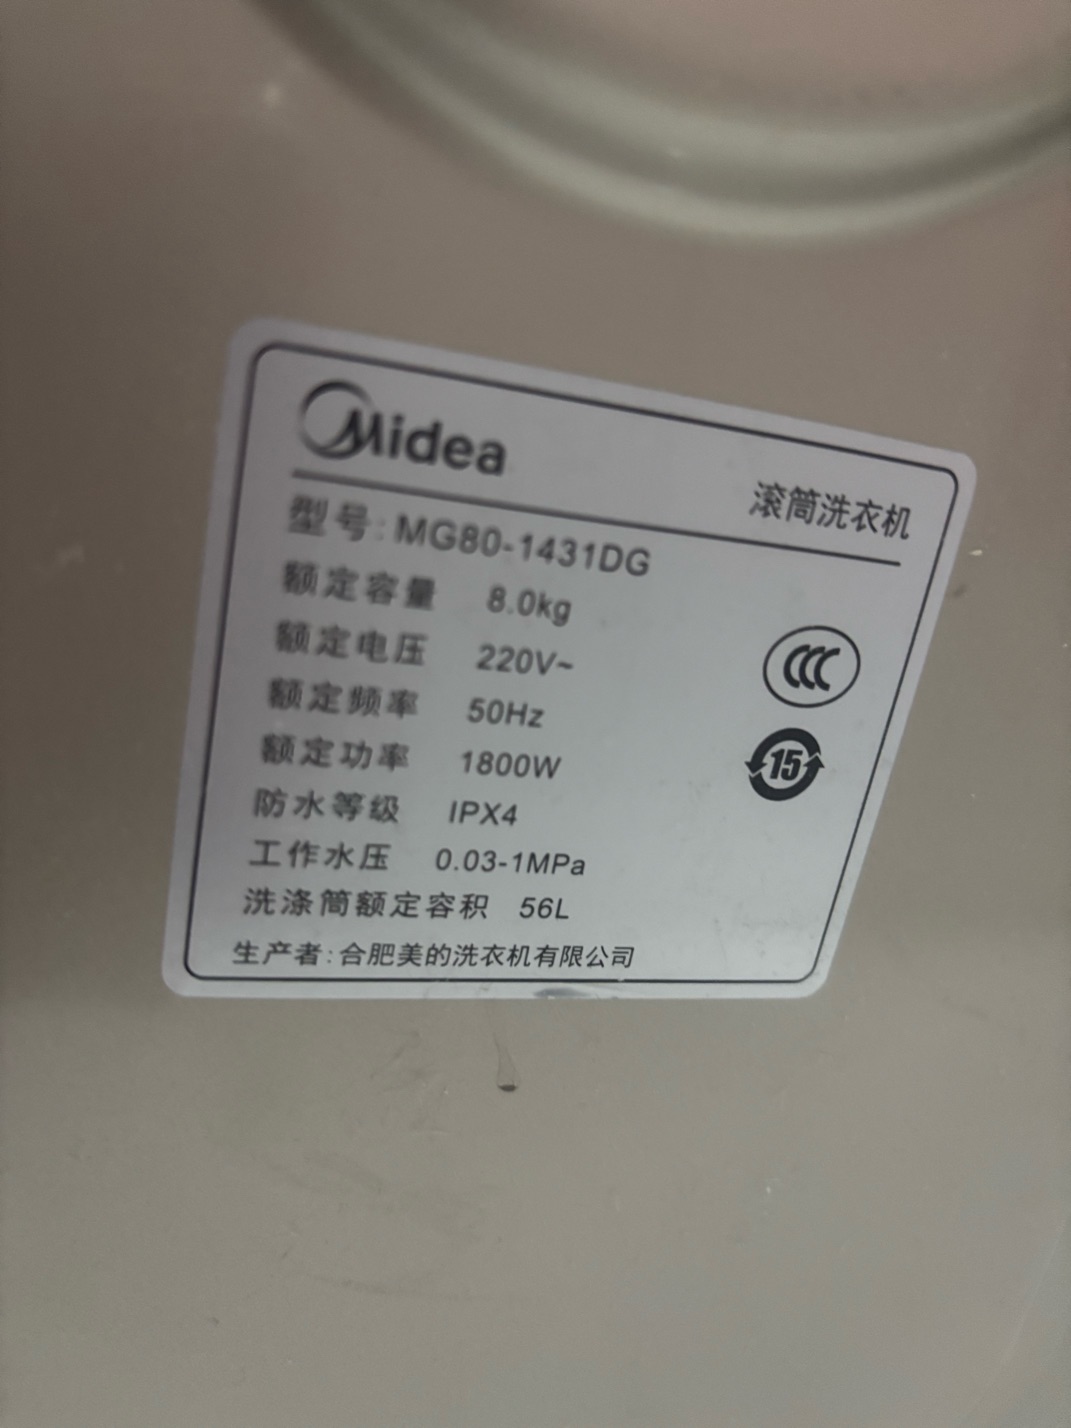 Midea
滚筒洗衣机
型号:MG80-1431DG
额定容量 8.0kg
额定电压 220V~
额定频率 50Hz
额定功率 1800W
防水等级 IPX4
工作水压 0.03-1MPa
洗涤筒额定容积 56L
生产者:合肥美的洗衣机有限公司
CCC
15